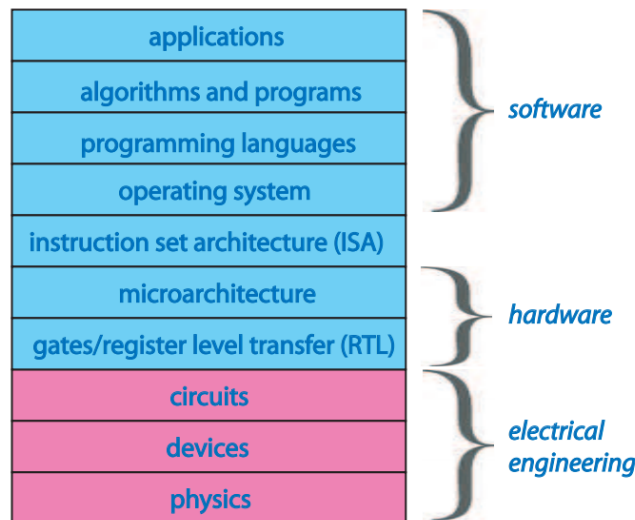 applications
algorithms and programs
programming languages
operating system
instruction set architecture (ISA)
microarchitecture
gates/register level transfer (RTL)
circuits
devices
physics
software
hardware
electrical
engineering